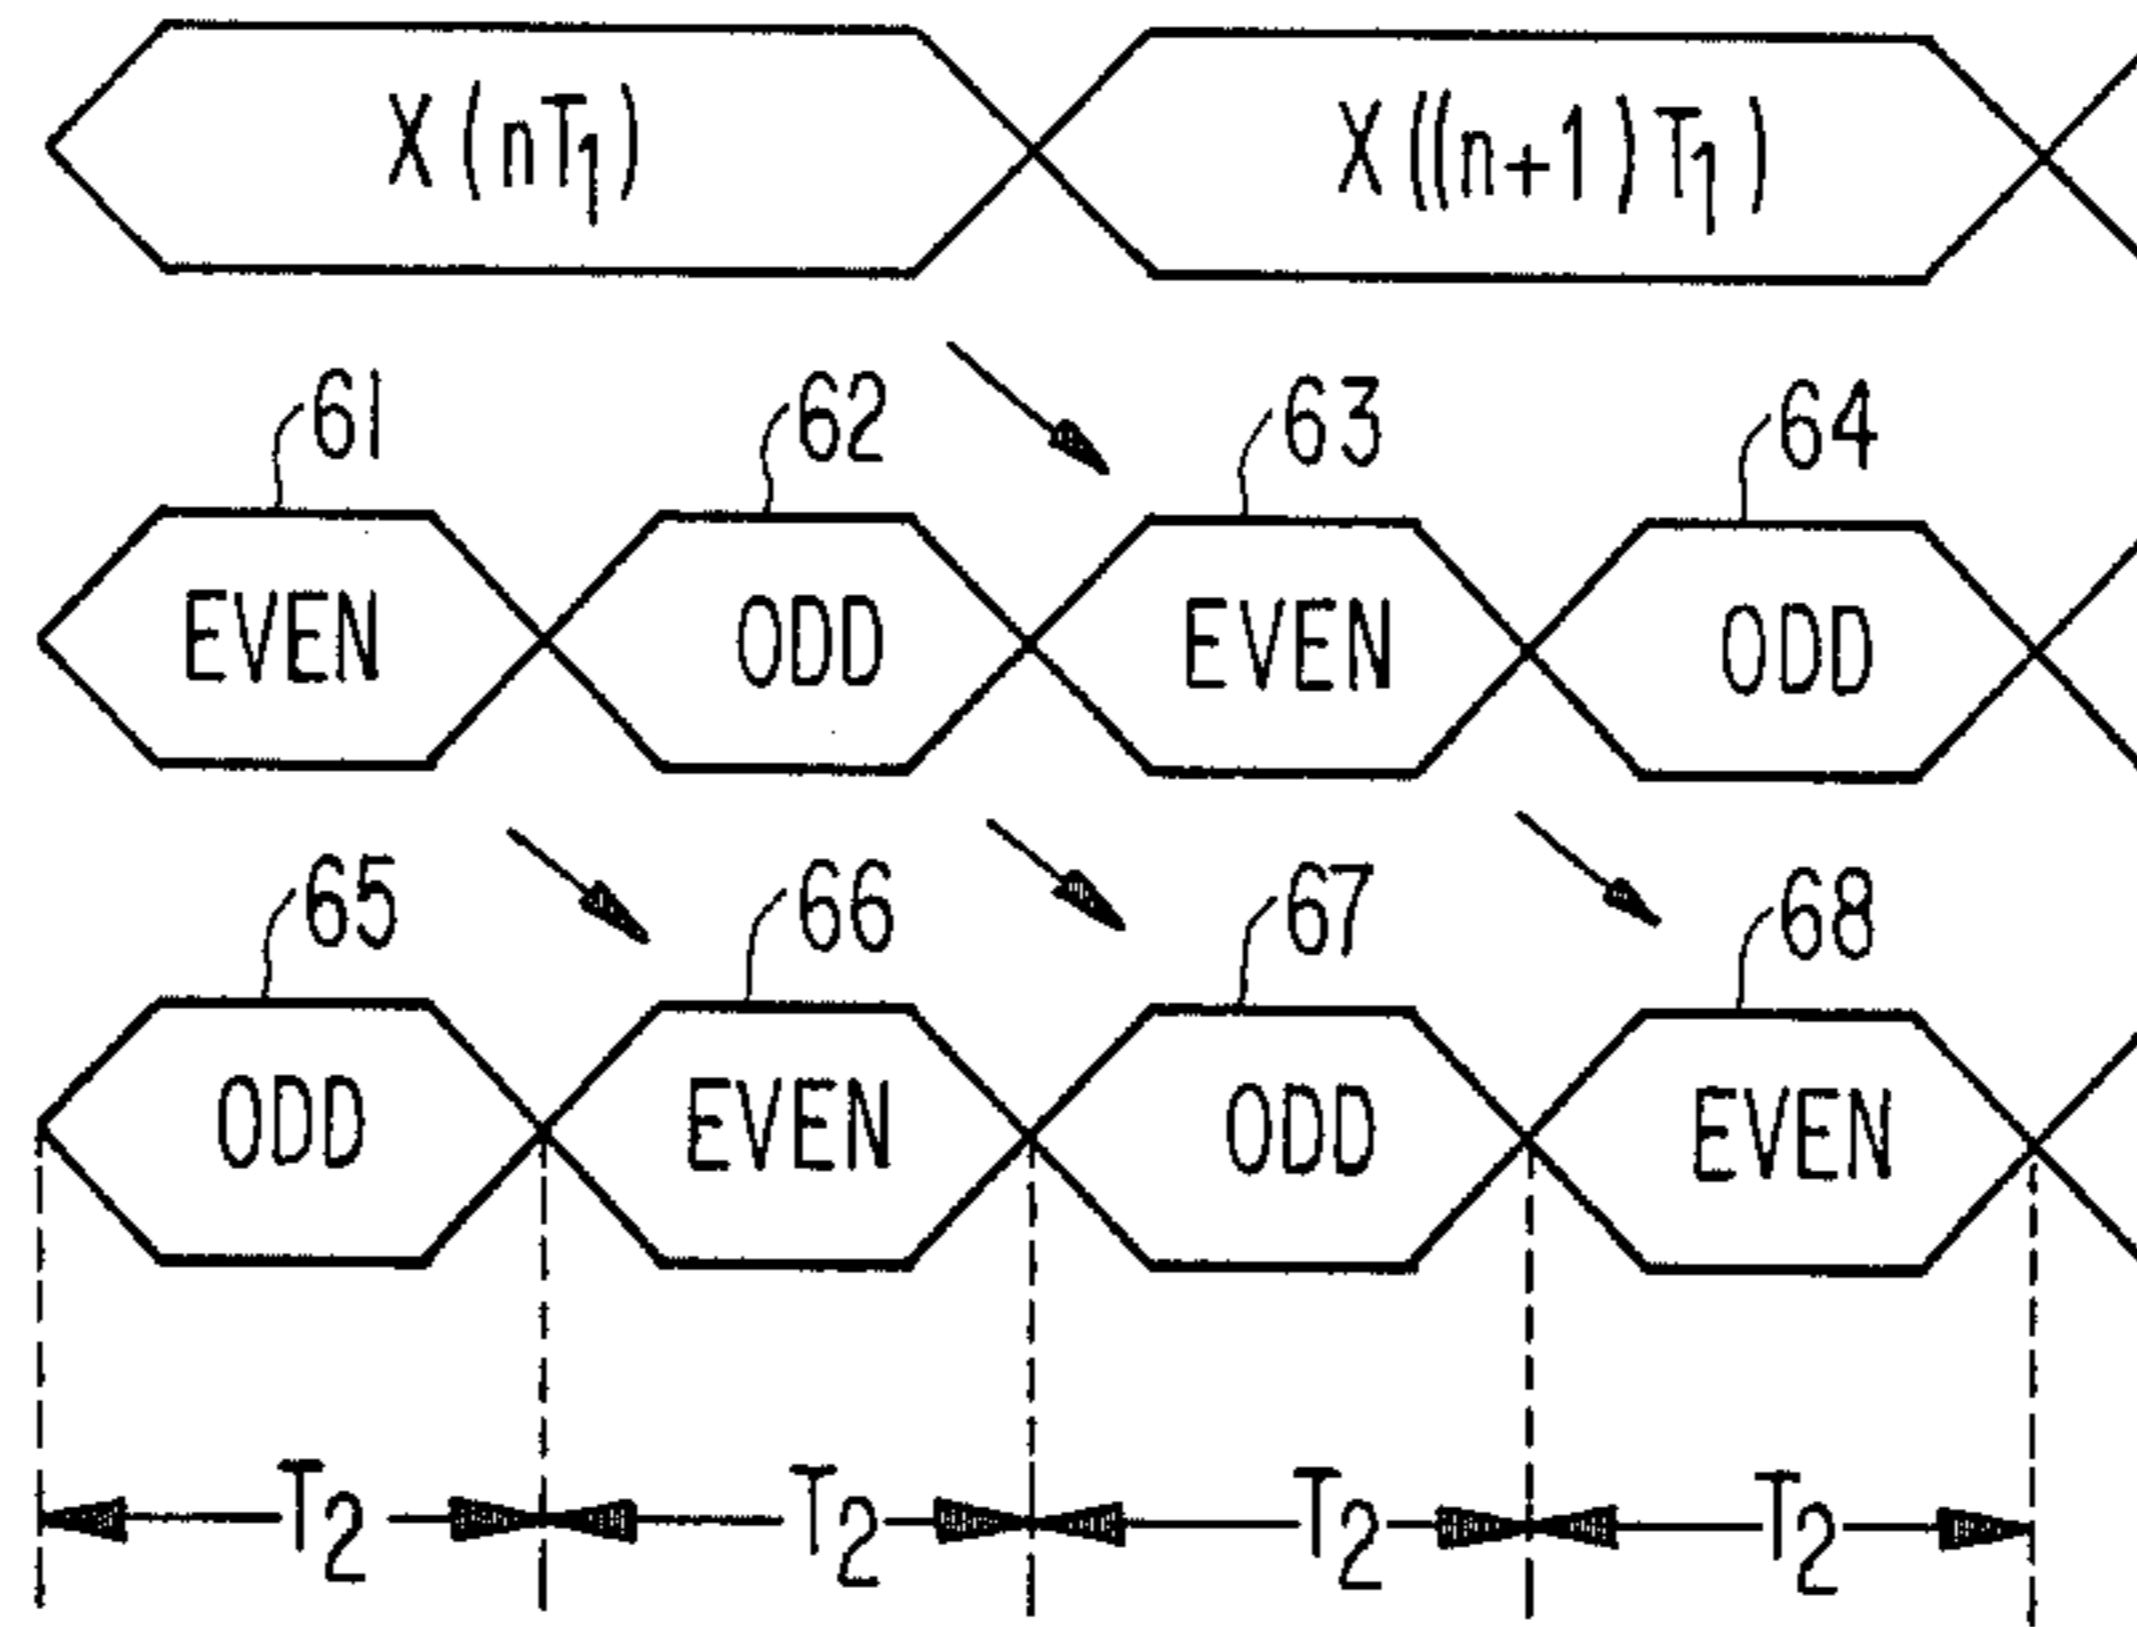 X(nT₁) X((n+1)T₁)
61 62 63 64
EVEN ODD EVEN ODD
65 66 67 68
ODD EVEN ODD EVEN
T₂ T₂ T₂ T₂